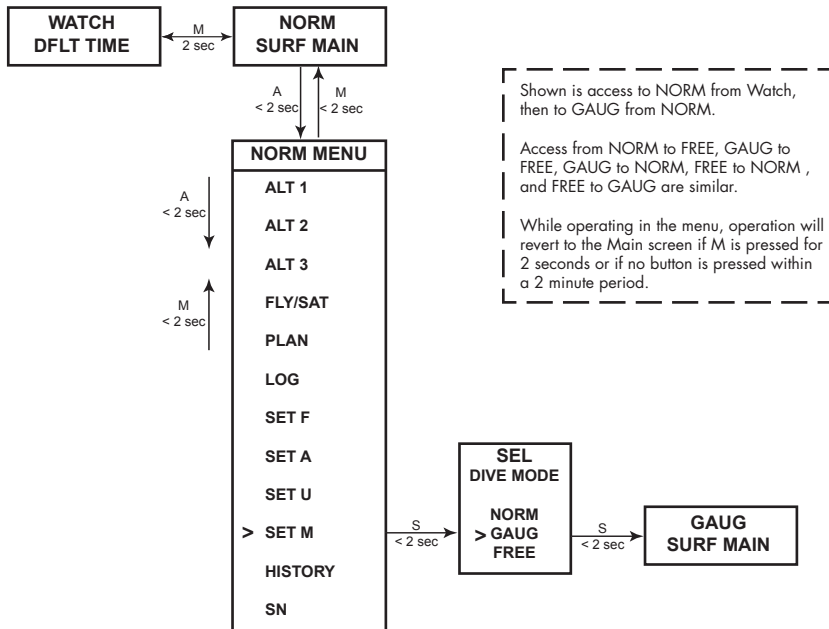 WATCH
DFLT TIME
M
2 sec
NORM
SURF MAIN
A
< 2 sec
M
< 2 sec
Shown is access to NORM from Watch,
then to GAUG from NORM.
Access from NORM to FREE, GAUG to
FREE, GAUG to NORM, FREE to NORM ,
and FREE to GAUG are similar.
While operating in the menu, operation will
revert to the Main screen if M is pressed for
2 seconds or if no button is pressed within
a 2 minute period.
NORM MENU
A
< 2 sec
M
< 2 sec
ALT 1
ALT 2
ALT 3
FLY/SAT
PLAN
LOG
SET F
SET A
SET U
> SET M
HISTORY
SN
S
< 2 sec
SEL
DIVE MODE
NORM
> GAUG
FREE
S
< 2 sec
GAUG
SURF MAIN